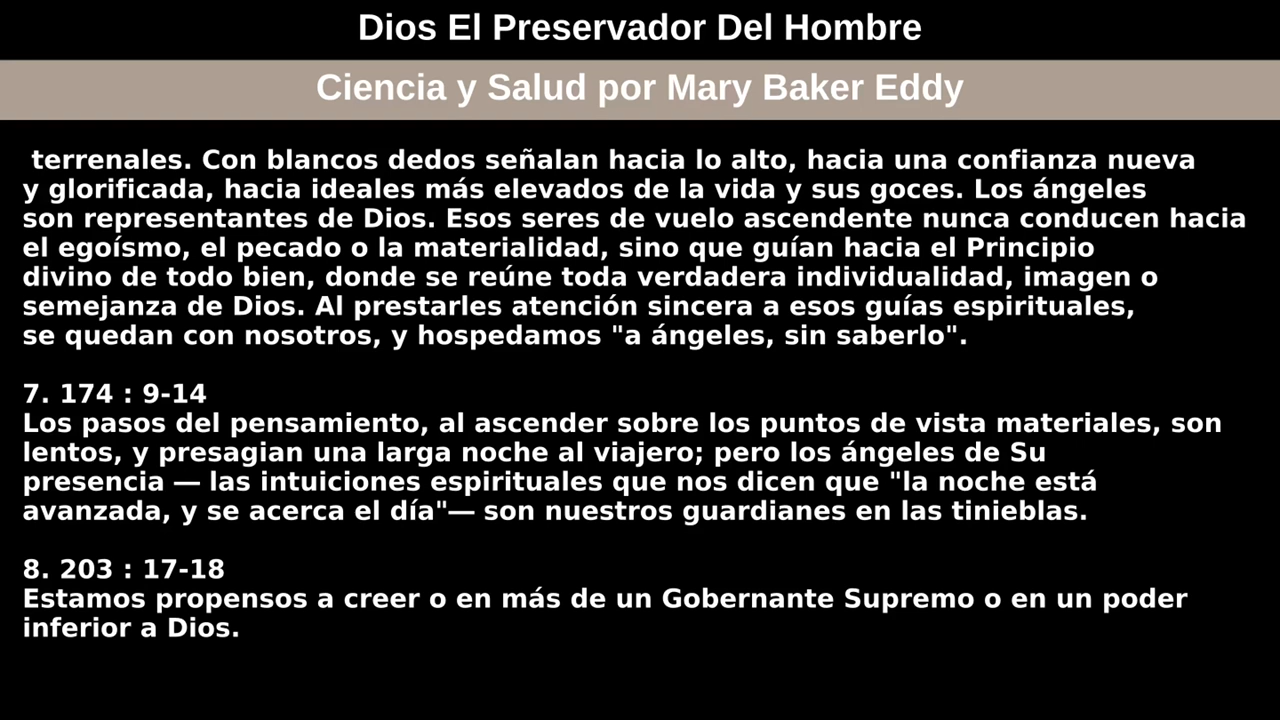 Dios El Preservador Del Hombre
Ciencia y Salud por Mary Baker Eddy
terrenales. Con blancos dedos señalan hacia lo alto, hacia una confianza nueva
y glorificada, hacia ideales más elevados de la vida y sus goces. Los ángeles
son representantes de Dios. Esos seres de vuelo ascendente nunca conducen hacia
el egoísmo, el pecado o la materialidad, sino que guían hacia el Principio
divino de todo bien, donde se reúne toda verdadera individualidad, imagen o
semejanza de Dios. Al prestarles atención sincera a esos guías espirituales,
se quedan con nosotros, y hospedamos "a ángeles, sin saberlo".
7. 174 : 9-14
Los pasos del pensamiento, al ascender sobre los puntos de vista materiales, son
lentos, y presagian una larga noche al viajero; pero los ángeles de Su
presencia — las intuiciones espirituales que nos dicen que "la noche está
avanzada, y se acerca el día"— son nuestros guardianes en las tinieblas.
8. 203 : 17-18
Estamos propensos a creer o en más de un Gobernante Supremo o en un poder
inferior a Dios.